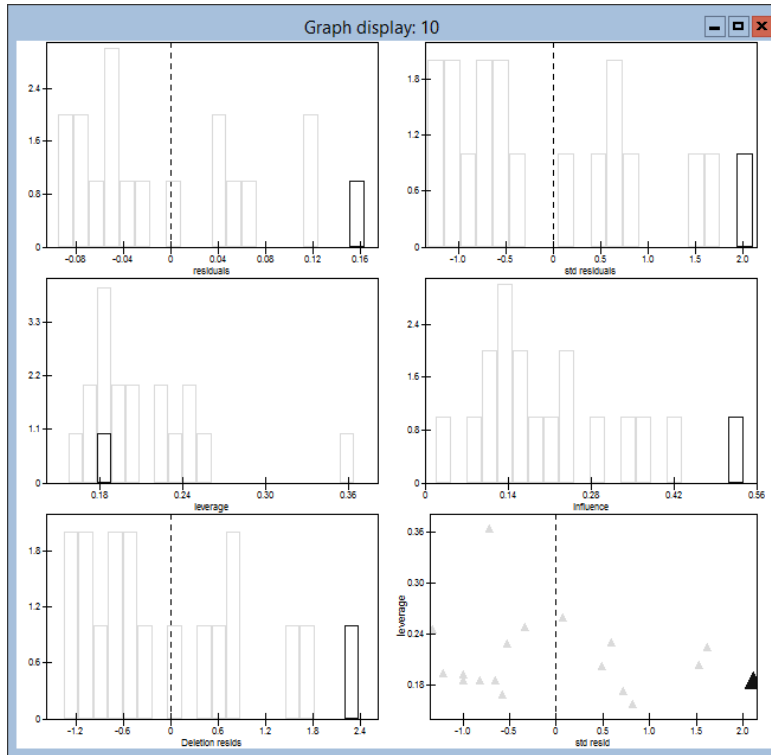 Graph display: 10
2.4
1.6
0.8
0
-0.08 -0.04 0 0.04 0.08 0.12 0.16
residuals
1.8
1.2
0.6
0
-1.0 -0.5 0 0.5 1.0 1.5 2.0
std residuals
3.3
2.2
1.1
0
0.18 0.24 0.30 0.36
leverage
2.4
1.6
0.8
0
0 0.14 0.28 0.42 0.56
Influence
1.8
1.2
0.6
0
-1.2 -0.6 0 0.6 1.2 1.8 2.4
Deletion resids
0.36
0.30
0.24
0.18
leverage
-1.0 -0.5 0 0.5 1.0 1.5 2.0
std resid